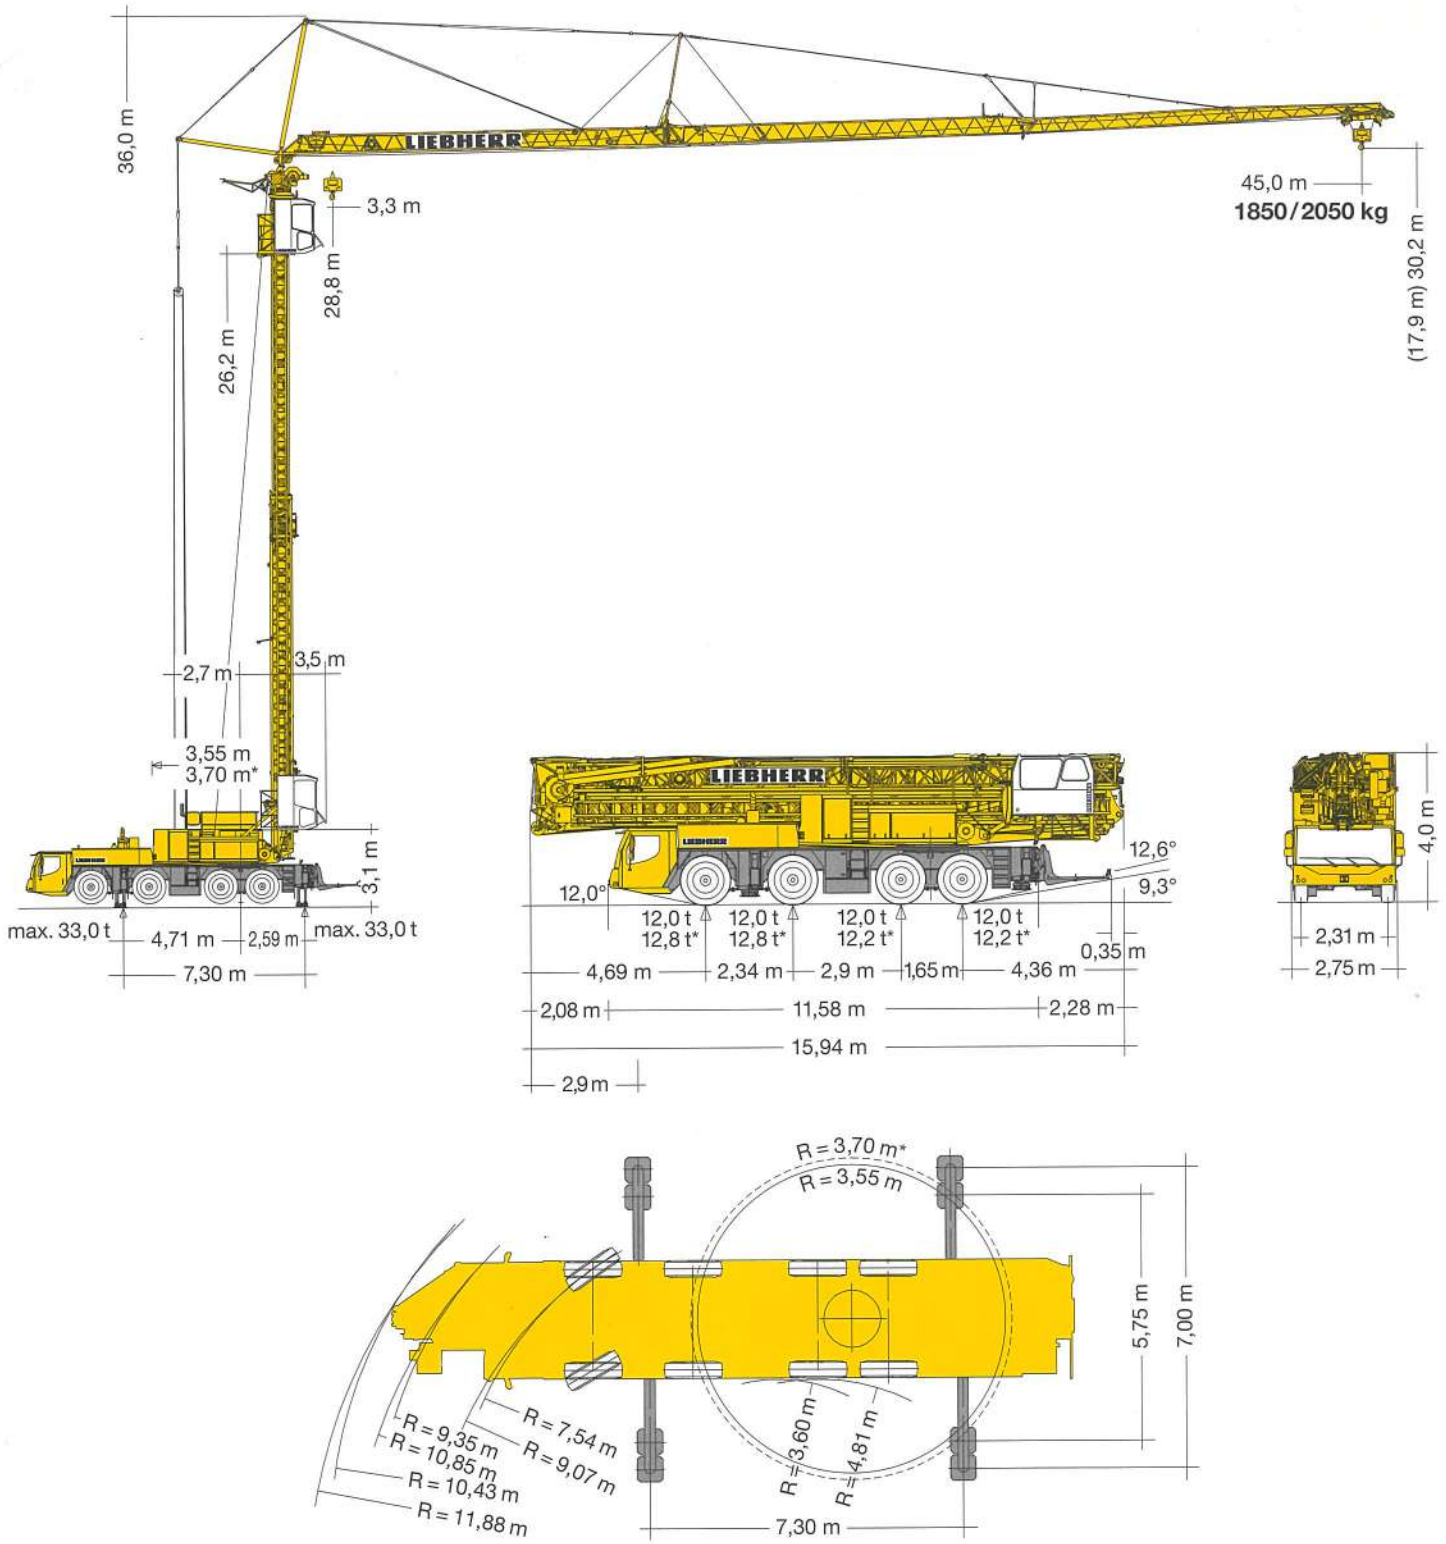 36,0 m
LIEBHERR
3,3 m
28,8 m
26,2 m
45,0 m
1850/2050 kg
(17,9 m) 30,2 m
2,7 m
3,5 m
3,55 m
3,70 m*
LIEBHERR
3,1 m
max. 33,0 t
max. 33,0 t
4,71 m
2,59 m
7,30 m
LIEBHERR
LIEBHERR
12,0°
12,6°
9,3°
12,0 t
12,8 t*
12,0 t
12,8 t*
12,0 t
12,2 t*
12,0 t
12,2 t*
0,35 m
4,69 m
2,34 m
2,9 m
1,65 m
4,36 m
2,08 m
11,58 m
2,28 m
15,94 m
2,9 m
4,0 m
2,31 m
2,75 m
R = 3,70 m*
R = 3,55 m
5,75 m
7,00 m
R = 7,54 m
R = 9,07 m
R = 9,35 m
R = 10,85 m
R = 10,43 m
R = 11,88 m
R = 3,60 m
R = 4,81 m
7,30 m